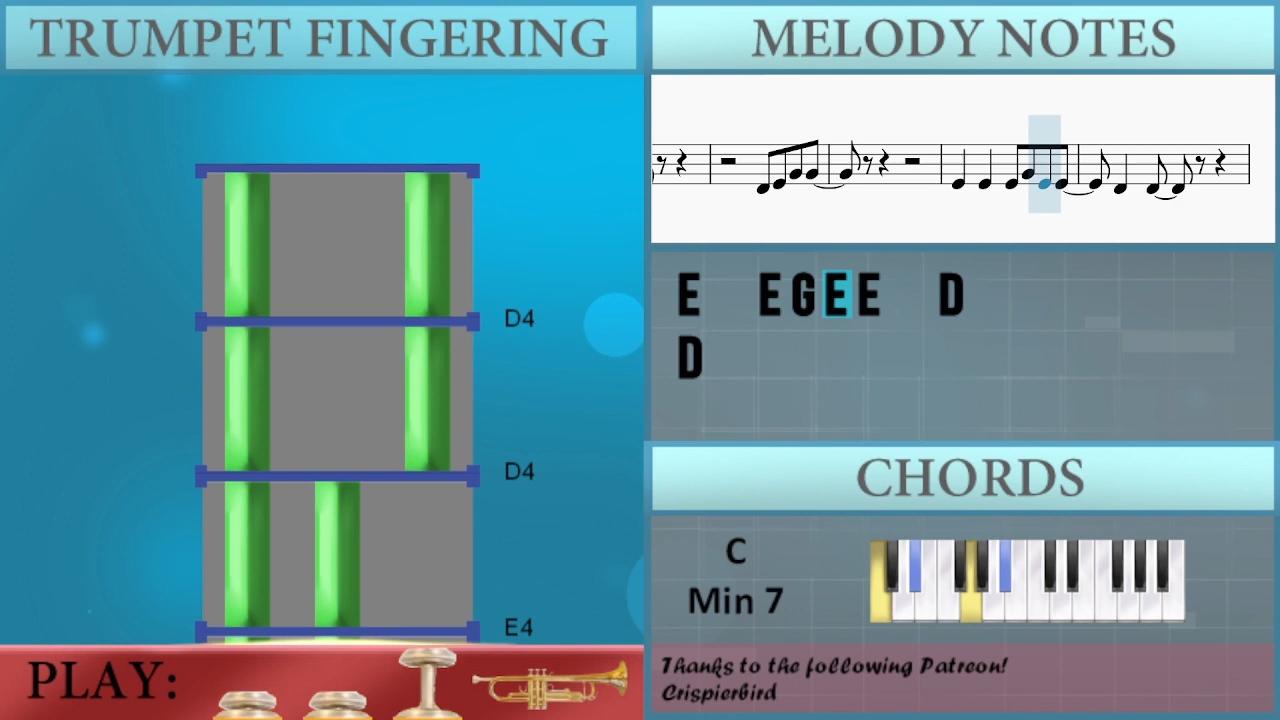 TRUMPET FINGERING
D4
D4
E4
PLAY:
MELODY NOTES
E EGEE D
D
CHORDS
C
Min 7
Thanks to the following Patreon!
Crispierbird